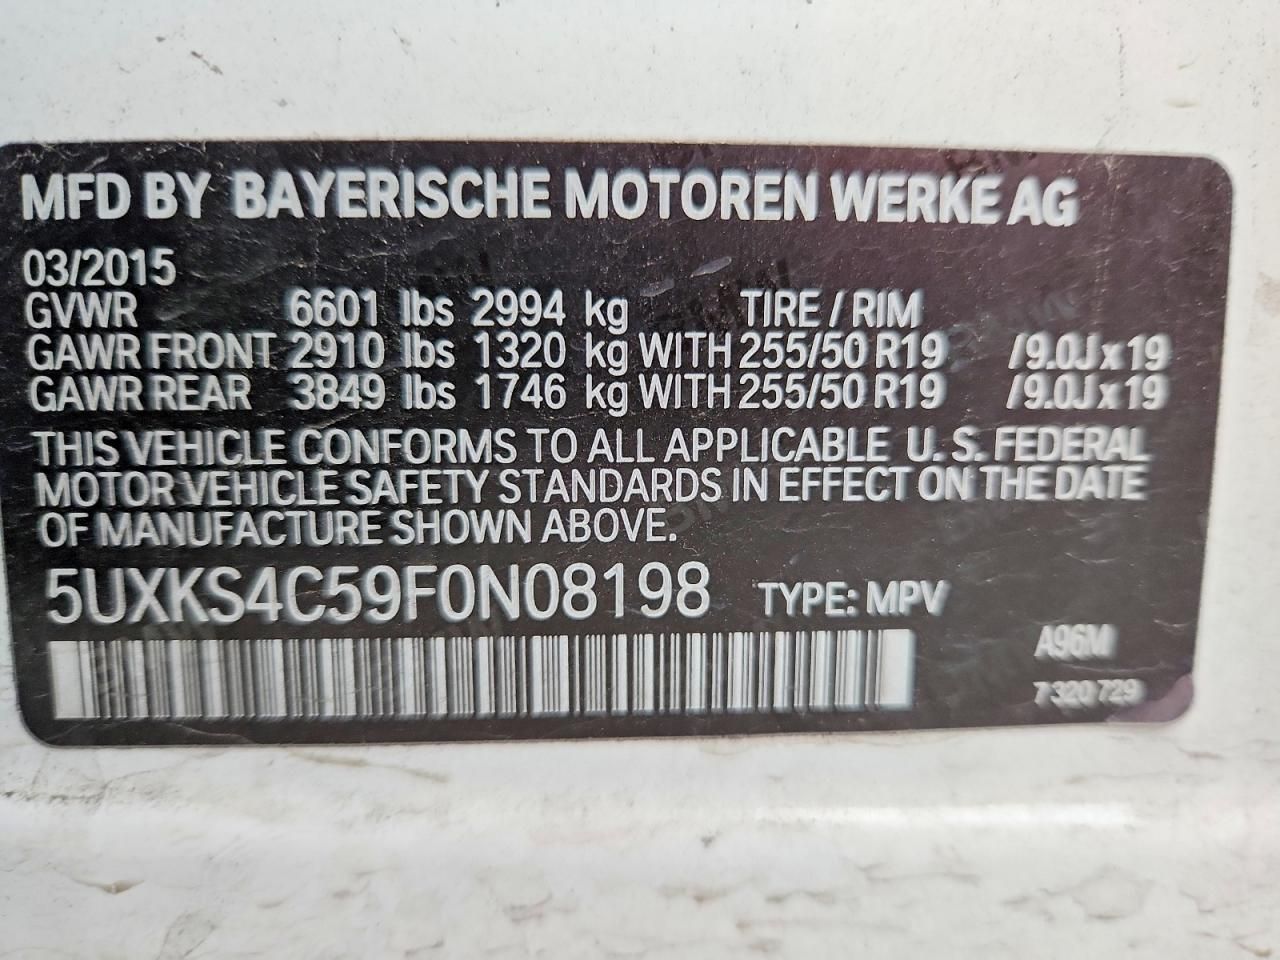 MFD BY BAYERISCHE MOTOREN WERKE AG
03/2015
GVWR 6601 lbs 2994 kg TIRE / RIM
GAWR FRONT 2910 lbs 1320 kg WITH 255/50 R19 /9.0J x 19
GAWR REAR 3849 lbs 1746 kg WITH 255/50 R19 /9.0J x 19
THIS VEHICLE CONFORMS TO ALL APPLICABLE U. S. FEDERAL
MOTOR VEHICLE SAFETY STANDARDS IN EFFECT ON THE DATE
OF MANUFACTURE SHOWN ABOVE.
5UXKS4C59F0N08198 TYPE: MPV
A96M
7 320 729